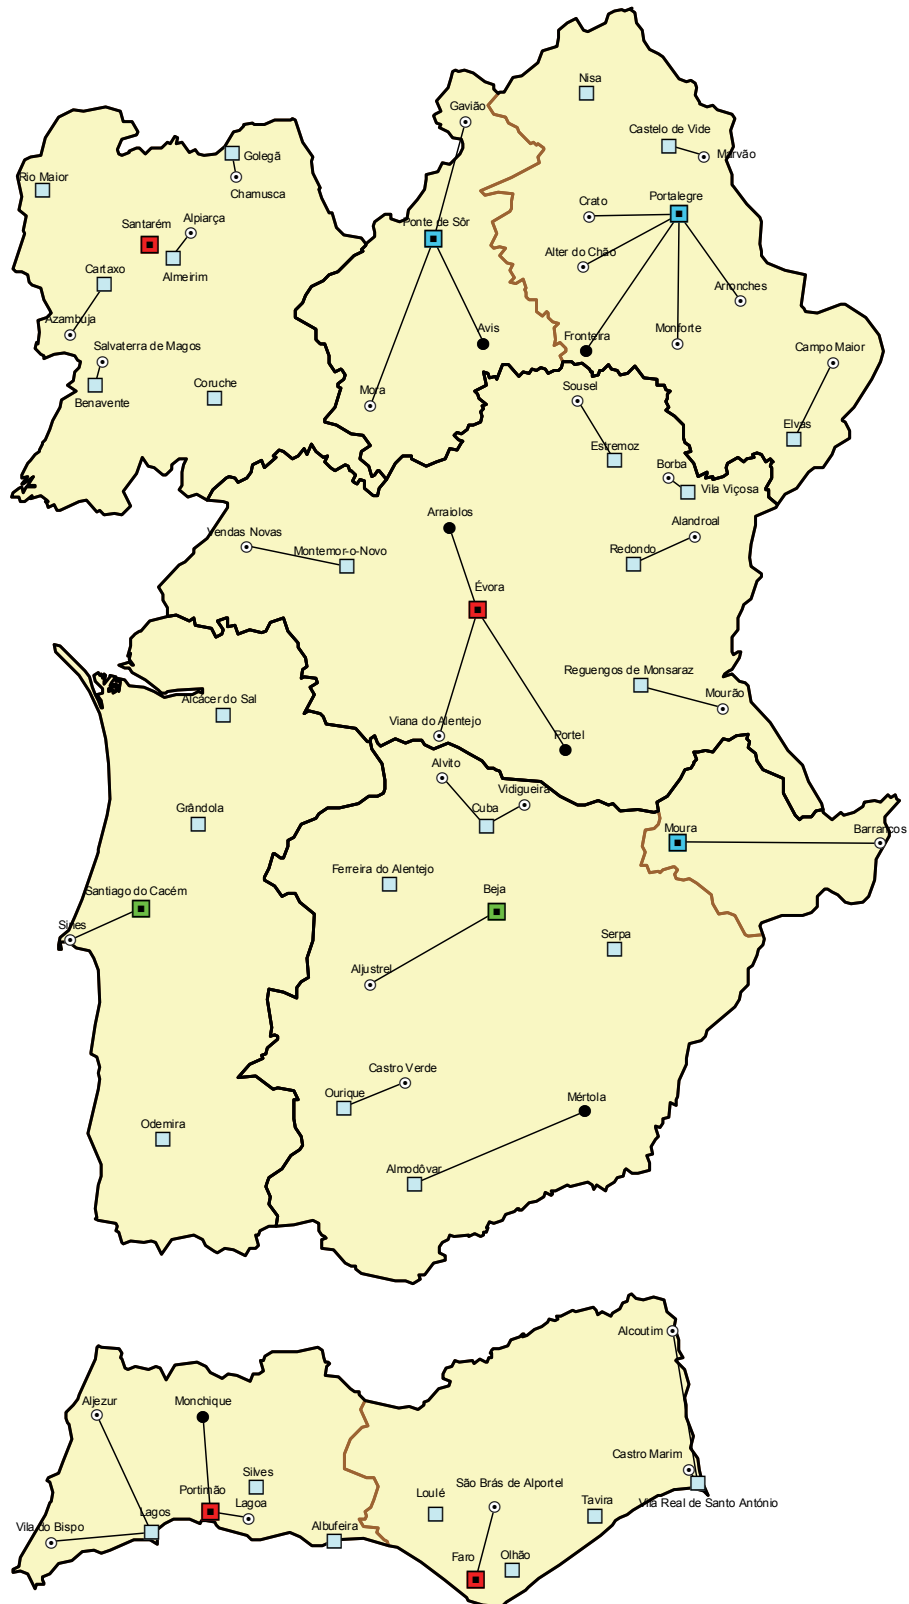 Nisa
Gavião
Castelo de Vide
Marvão
Golegã
Rio Maior
Chamusca
Portalegre
Crato
Alpiarça
Santarém
Ponte de Sôr
Alter do Chão
Almeirim
Cartaxo
Arronches
Azambuja
Avis
Fronteira
Monforte
Salvaterra de Magos
Campo Maior
Benavente
Coruche
Mora
Sousel
Elvas
Estremoz
Borba
Vila Viçosa
Arraiolos
Alandroal
Vendas Novas
Montemor-o-Novo
Redondo
Évora
Reguengos de Monsaraz
Mourão
Alcácer do Sal
Viana do Alentejo
Portel
Alvito
Vidigueira
Grândola
Cuba
Moura
Barrancos
Ferreira do Alentejo
Santiago do Cacém
Beja
Sines
Serpa
Aljustrel
Castro Verde
Ourique
Mértola
Odemira
Almodôvar
Alcoutim
Aljezur
Monchique
Castro Marim
Silves
São Brás de Alportel
Portimão
Loulé
Lagoa
Tavira
Vila Real de Santo António
Lagos
Vila do Bispo
Albufeira
Faro
Olhão